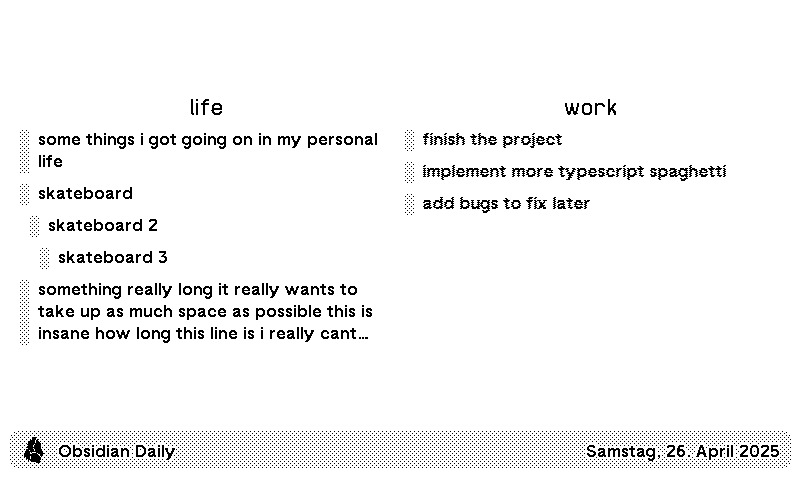 life
some things i got going on in my personal
life
skateboard
skateboard 2
skateboard 3
something really long it really wants to
take up as much space as possible this is
insane how long this line is i really cant...
work
finish the project
implement more typescript spaghetti
add bugs to fix later
Obsidian Daily
Samstag, 26. April 2025